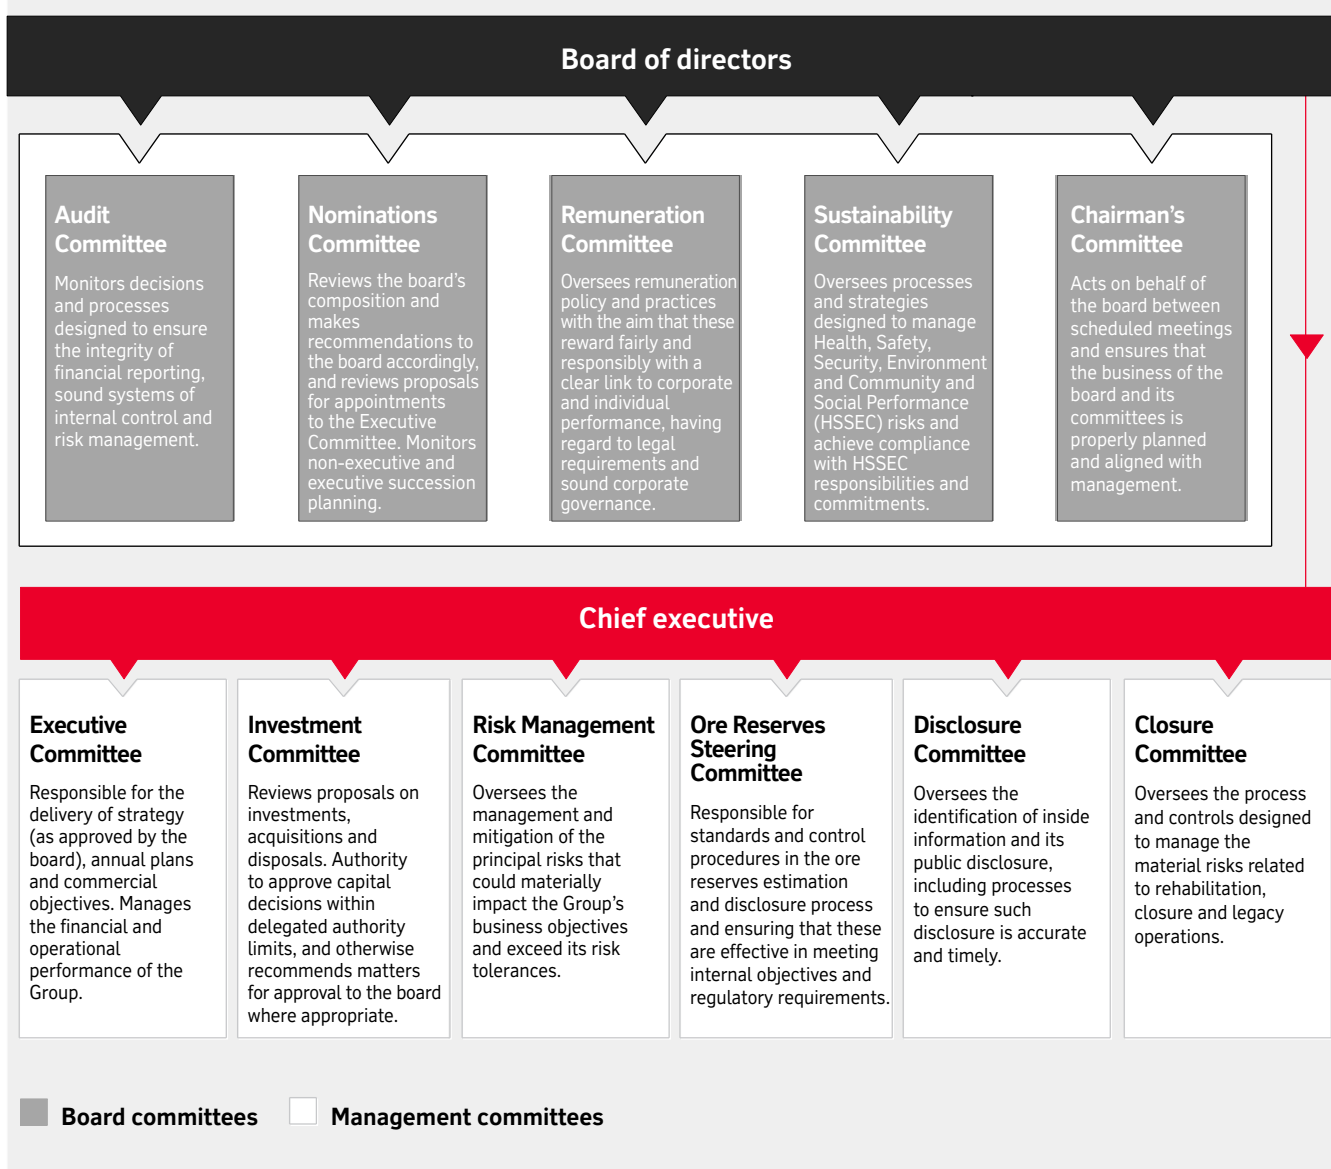 Board of directors
Audit
Committee
Monitors decisions
and processes
designed to ensure
the integrity of
financial reporting,
sound systems of
internal control and
risk management.
Nominations
Committee
Reviews the board’s
composition and
makes
recommendations to
the board accordingly,
and reviews proposals
for appointments
to the Executive
Committee. Monitors
non-executive and
executive succession
planning.
Remuneration
Committee
Oversees remuneration
policy and practices
with the aim that these
reward fairly and
responsibly with a
clear link to corporate
and individual
performance, having
regard to legal
requirements and
sound corporate
governance.
Sustainability
Committee
Oversees processes
and strategies
designed to manage
Health, Safety,
Security, Environment
and Community and
Social Performance
(HSSEC) risks and
achieve compliance
with HSSEC
responsibilities and
commitments.
Chairman’s
Committee
Acts on behalf of
the board between
scheduled meetings
and ensures that
the business of the
board and its
committees is
properly planned
and aligned with
management.
Chief executive
Executive
Committee
Responsible for the
delivery of strategy
(as approved by the
board), annual plans
and commercial
objectives. Manages
the financial and
operational
performance of the
Group.
Investment
Committee
Reviews proposals on
investments,
acquisitions and
disposals. Authority
to approve capital
decisions within
delegated authority
limits, and otherwise
recommends matters
for approval to the board
where appropriate.
Risk Management
Committee
Oversees the
management and
mitigation of the
principal risks that
could materially
impact the Group’s
business objectives
and exceed its risk
tolerances.
Ore Reserves
Steering
Committee
Responsible for
standards and control
procedures in the ore
reserves estimation
and disclosure process
and ensuring that these
are effective in meeting
internal objectives and
regulatory requirements.
Disclosure
Committee
Oversees the
identification of inside
information and its
public disclosure,
including processes
to ensure such
disclosure is accurate
and timely.
Closure
Committee
Oversees the process
and controls designed
to manage the
material risks related
to rehabilitation,
closure and legacy
operations.
Board committees
Management committees